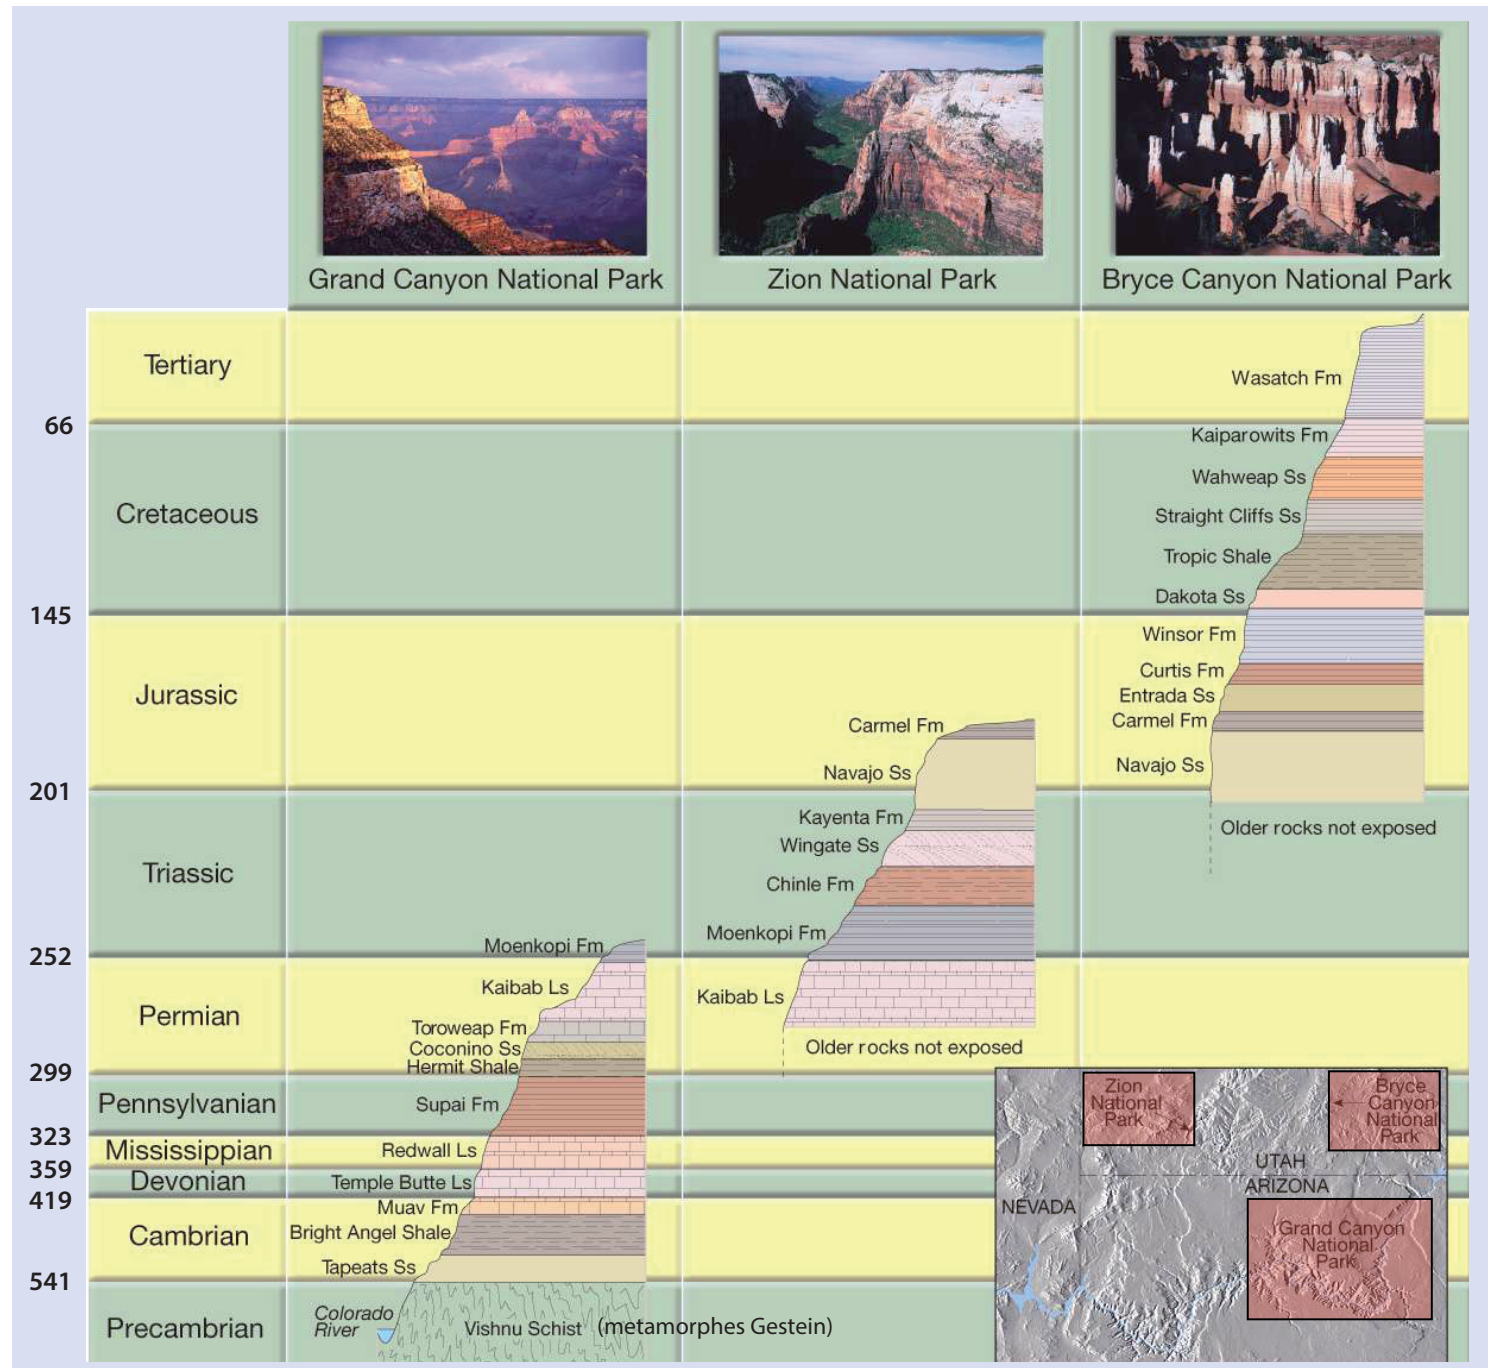 Grand Canyon National Park
Zion National Park
Bryce Canyon National Park
Tertiary
Wasatch Fm
66
Kaiparowits Fm
Wahweap Ss
Cretaceous
Straight Cliffs Ss
Tropic Shale
Dakota Ss
145
Winsor Fm
Curtis Fm
Jurassic
Entrada Ss
Carmel Fm
Carmel Fm
Navajo Ss
Navajo Ss
201
Kayenta Fm
Older rocks not exposed
Wingate Ss
Triassic
Chinle Fm
Moenkopi Fm
Moenkopi Fm
252
Kaibab Ls
Kaibab Ls
Permian
Toroweap Fm
Coconino Ss
Older rocks not exposed
Hermit Shale
299
Pennsylvanian
Supai Fm
323
Mississippian
Redwall Ls
359
Devonian
Temple Butte Ls
419
Muav Fm
Cambrian
Bright Angel Shale
Tapeats Ss
541
Precambrian
Colorado
River
Vishnu Schist (metamorphes Gestein)
Zion
National
Park
Bryce
Canyon
National
Park
UTAH
ARIZONA
NEVADA
Grand Canyon
National
Park